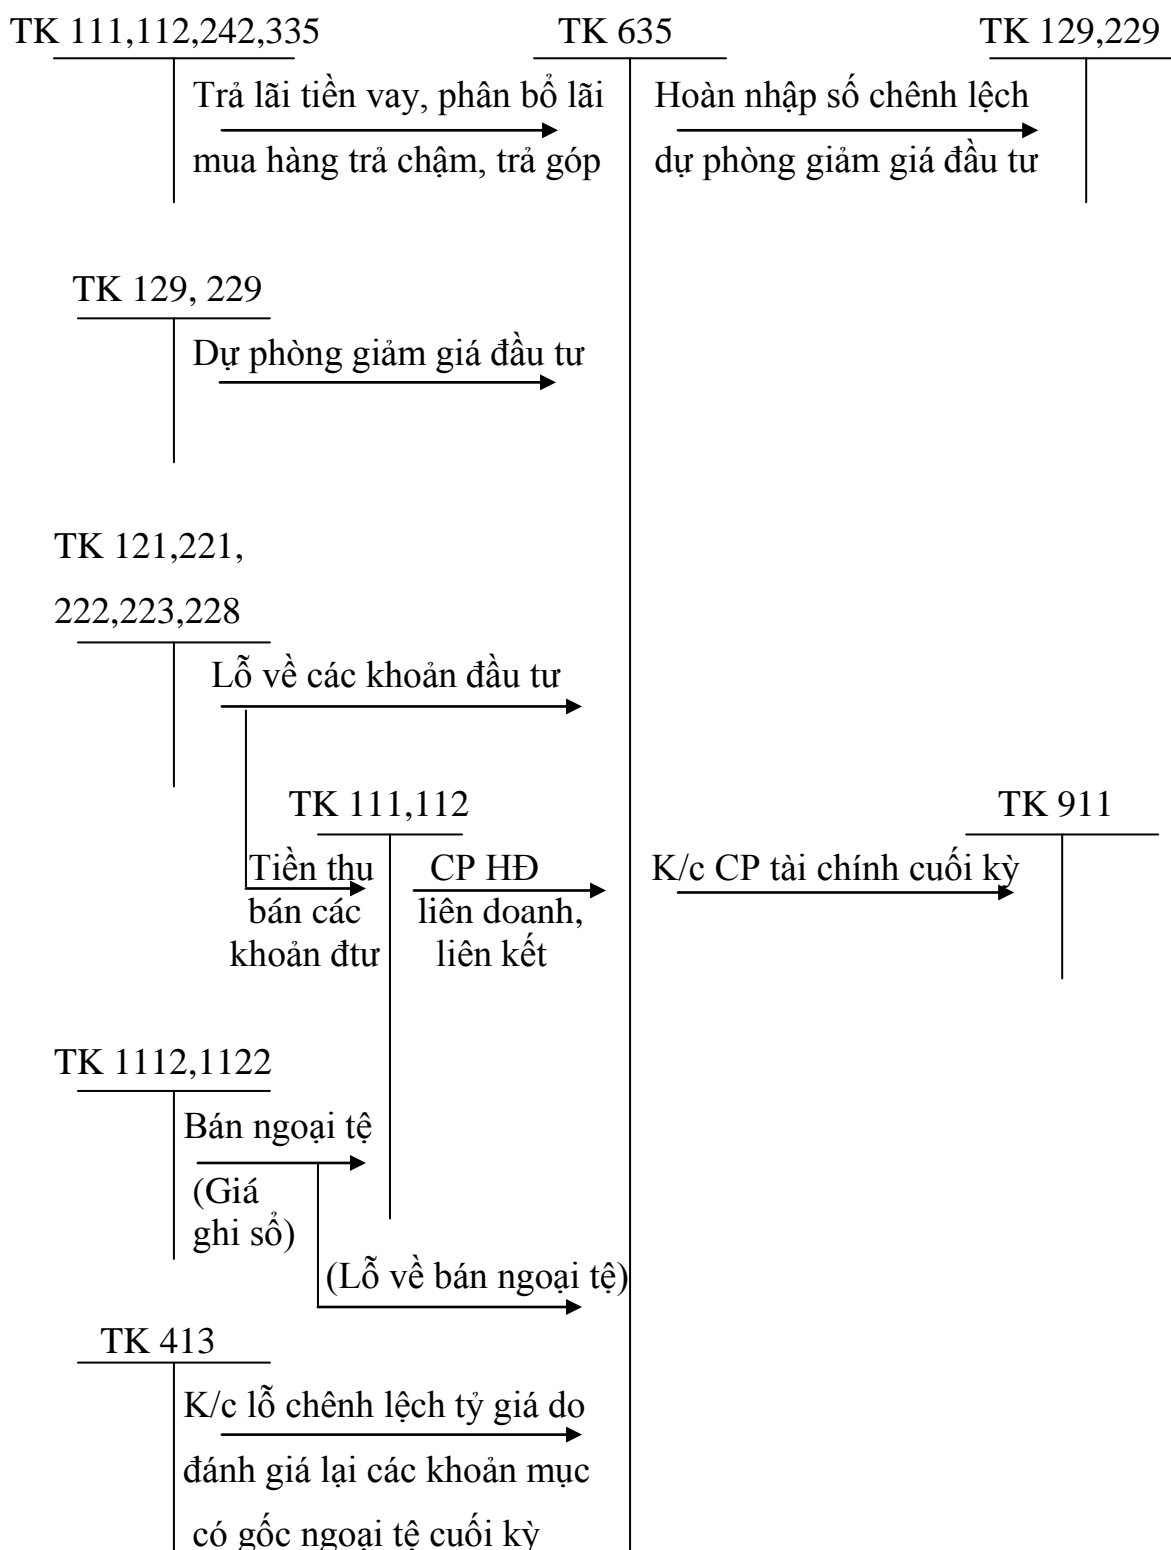 TK 111,112,242,335
TK 635
TK 129,229
Trả lãi tiền vay, phân bổ lãi
mua hàng trả chậm, trả góp
Hoàn nhập số chênh lệch
dự phòng giảm giá đầu tư
TK 129, 229
Dự phòng giảm giá đầu tư
TK 121,221,
222,223,228
Lỗ về các khoản đầu tư
TK 111,112
TK 911
Tiền thu
bán các
khoản đtư
CP HĐ
liên doanh,
liên kết
K/c CP tài chính cuối kỳ
TK 1112,1122
Bán ngoại tệ
(Giá
ghi sổ)
(Lỗ về bán ngoại tệ)
TK 413
K/c lỗ chênh lệch tỷ giá do
đánh giá lại các khoản mục
có gốc ngoại tệ cuối kỳ